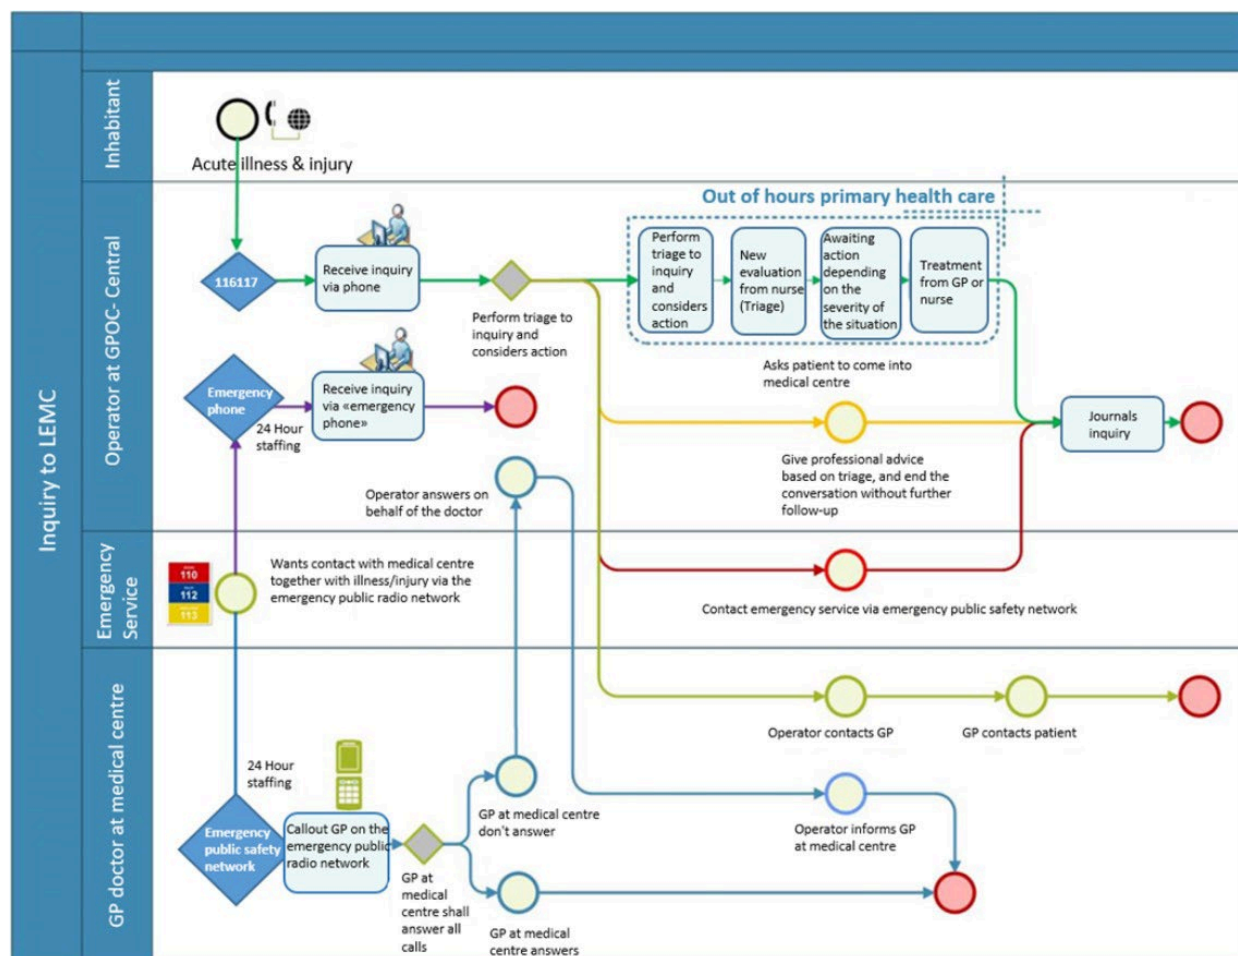 Inquiry to LEMC
Inhabitant
Acute illness & injury
Operator at GPOC- Central
116117
Receive inquiry
via phone
Perform triage to
inquiry and
considers action
Out of hours primary health care
Perform
triage to
inquiry
and
considers
action
New
evaluation
from nurse
(Triage)
Awaiting
action
depending
on the
severity of
the situation
Treatment
from GP or
nurse
Asks patient to come into
medical centre
Emergency
phone
24 Hour
staffing
Receive inquiry
via «emergency
phone»
Give professional advice
based on triage, and end the
conversation without further
follow-up
Journals
inquiry
Operator answers on
behalf of the doctor
Emergency
Service
110
112
113
Wants contact with medical centre
together with illness/injury via the
emergency public radio network
Contact emergency service via emergency public safety network
GP doctor at medical centre
Operator contacts GP
GP contacts patient
24 Hour
staffing
Emergency
public safety
network
Callout GP on the
emergency public
radio network
GP at
medical
centre shall
answer all
calls
GP at medical centre
don't answer
Operator informs GP
at medical centre
GP at medical
centre answers